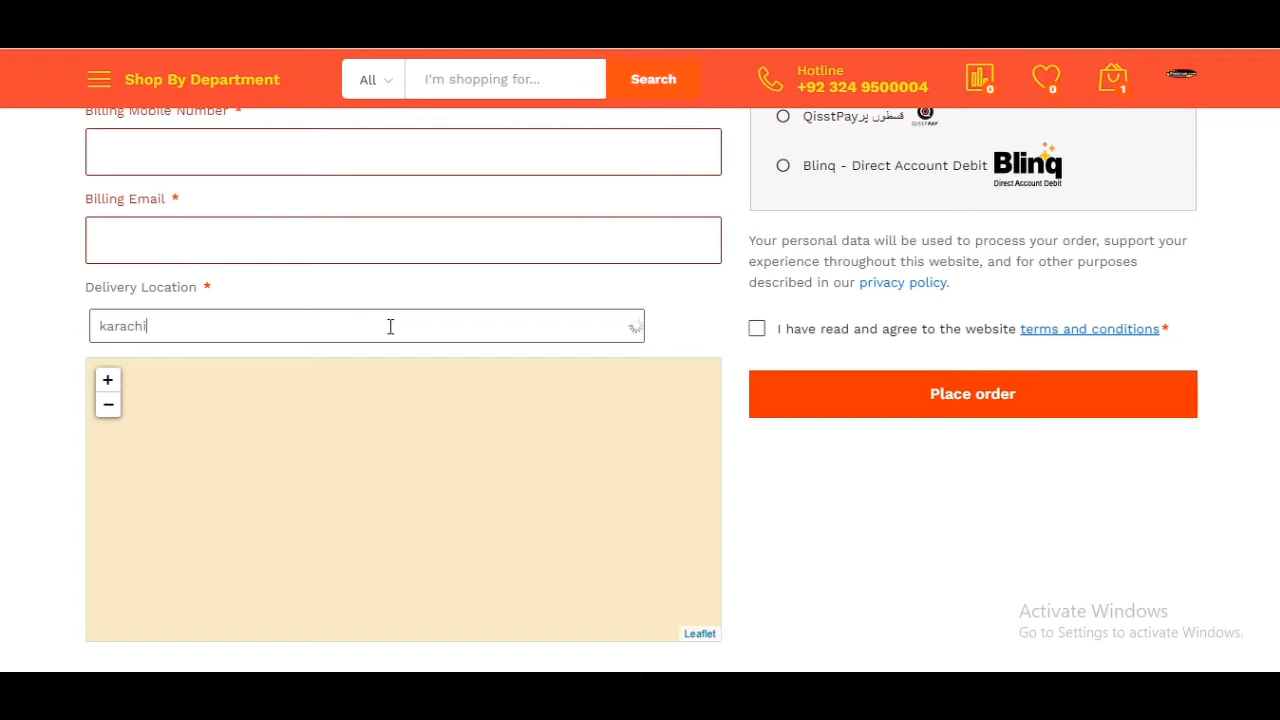 Shop By Department
All
I'm shopping for...
Search
Hotline
+92 324 9500004
0
0
1
Billing Mobile Number *
Billing Email *
Delivery Location *
karachi
+
−
Leaflet
QisstPay قسطوں پر
QISSTPAY
Blinq - Direct Account Debit
Blinq
Direct Account Debit
Your personal data will be used to process your order, support your
experience throughout this website, and for other purposes
described in our privacy policy.
I have read and agree to the website terms and conditions*
Place order
Activate Windows
Go to Settings to activate Windows.